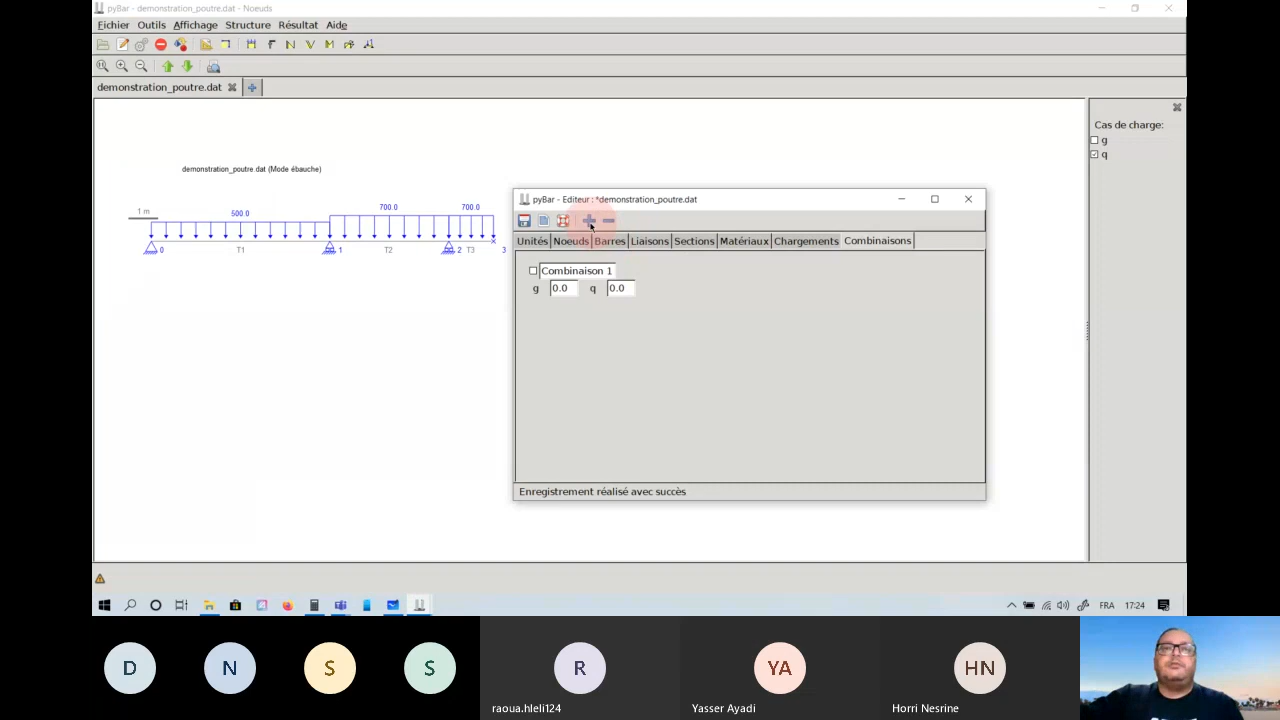 pyBar - demonstration_poutre.dat - Noeuds
Fichier Outils Affichage Structure Résultat Aide
demonstration_poutre.dat
Cas de charge:
g
q
demonstration_poutre.dat (Mode ébauche)
1 m
500.0
700.0
700.0
0
T1
1
T2
2
T3
3
pyBar - Editeur : *demonstration_poutre.dat
Unités Noeuds Barres Liaisons Sections Matériaux Chargements Combinaisons
Combinaison 1
g 0.0 q 0.0
Enregistrement réalisé avec succès
FRA 17:24
D N S S R YA HN
raoua.hleli124 Yasser Ayadi Horri Nesrine